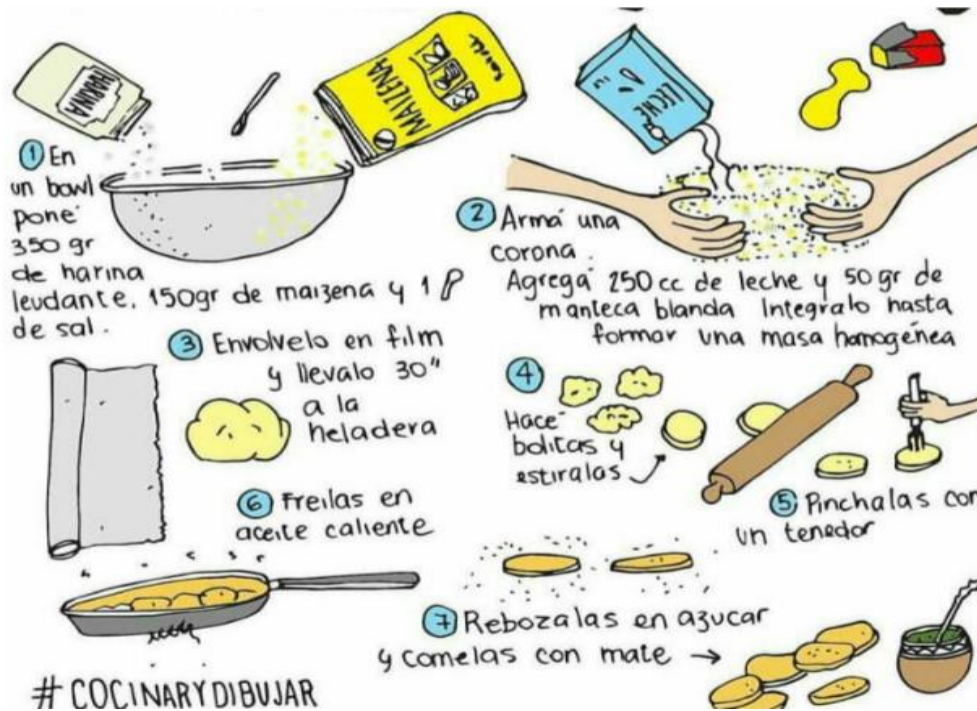 HARINA
MAIZENA
LECHE
1 En
un bowl
poné
350 gr
de harina
leudante, 150gr de maizena y 1 P
de sal.
2 Armá una
corona.
Agregá 250 cc de leche y 50 gr de
manteca blanda Integralo hasta
formar una masa homogénea
3 Envolvelo en film
y llevalo 30"
a la
heladera
4
Hacé
bolitas y
estiralas
5 Pinchalas con
un tenedor
6 Freilas en
aceite caliente
7 Rebozalas en azucar
y comelas con mate →
#COCINARYDIBUJAR